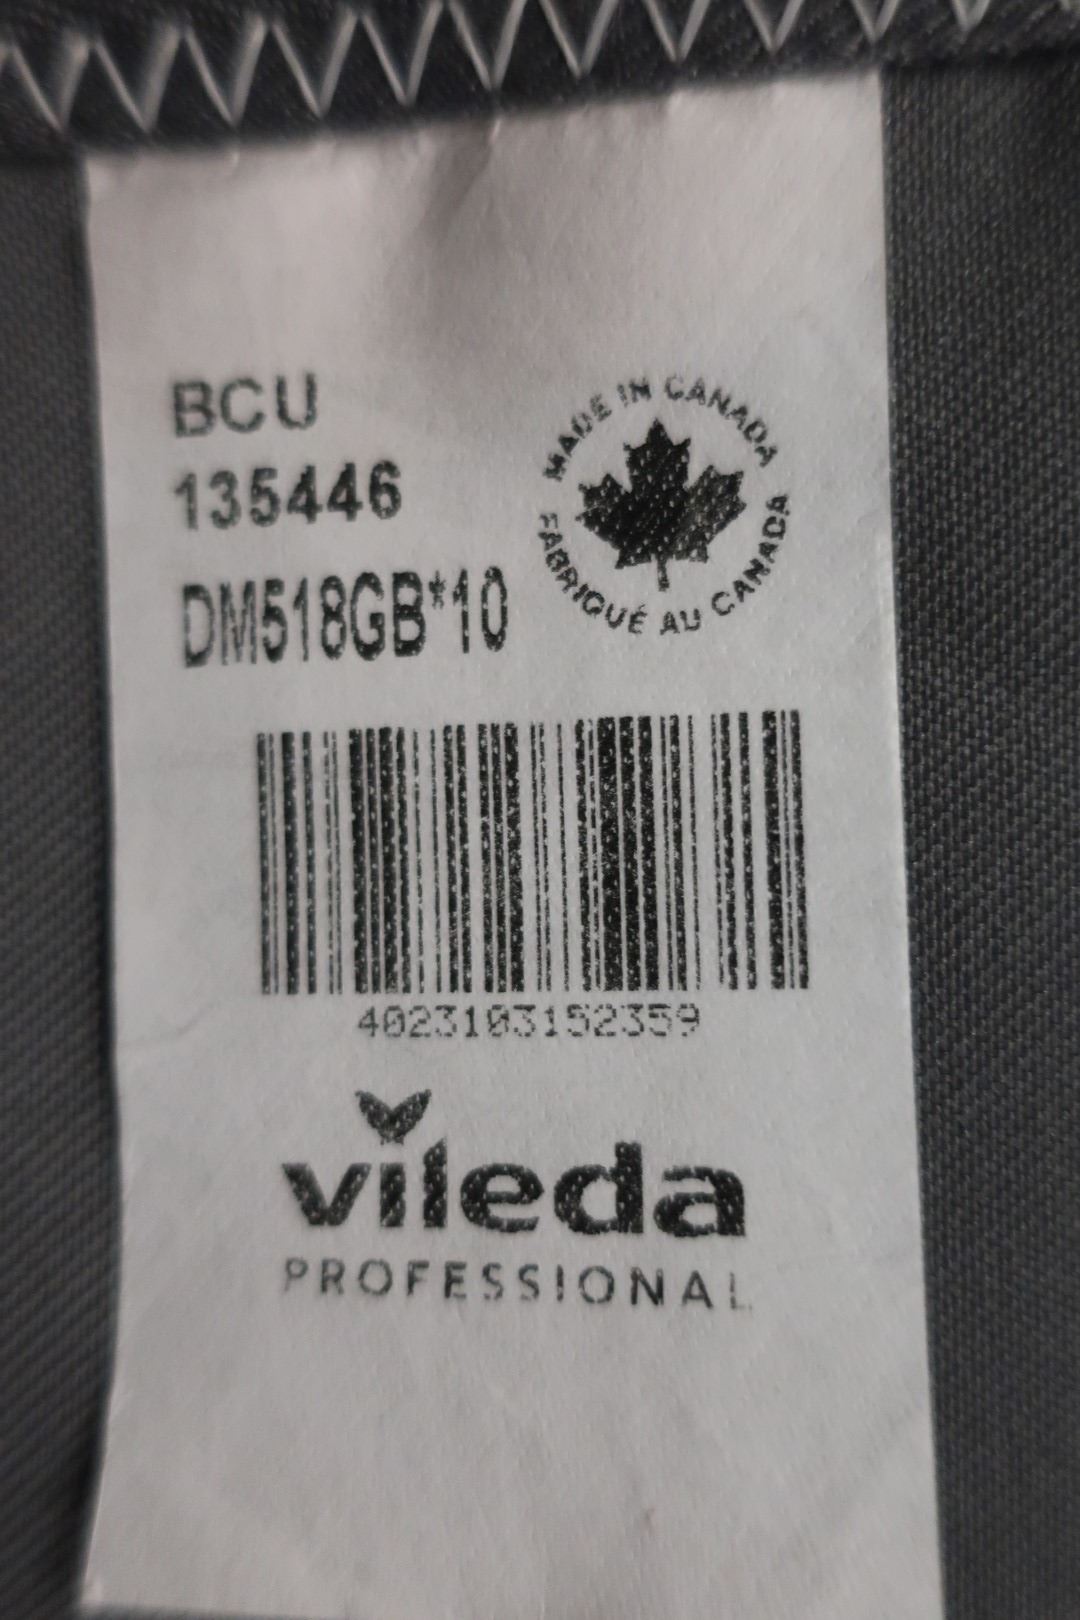 BCU
135446
DM518GB*10
MADE IN CANADA
FABRIQUÉ AU CANADA
4023103152359
vileda
PROFESSIONAL